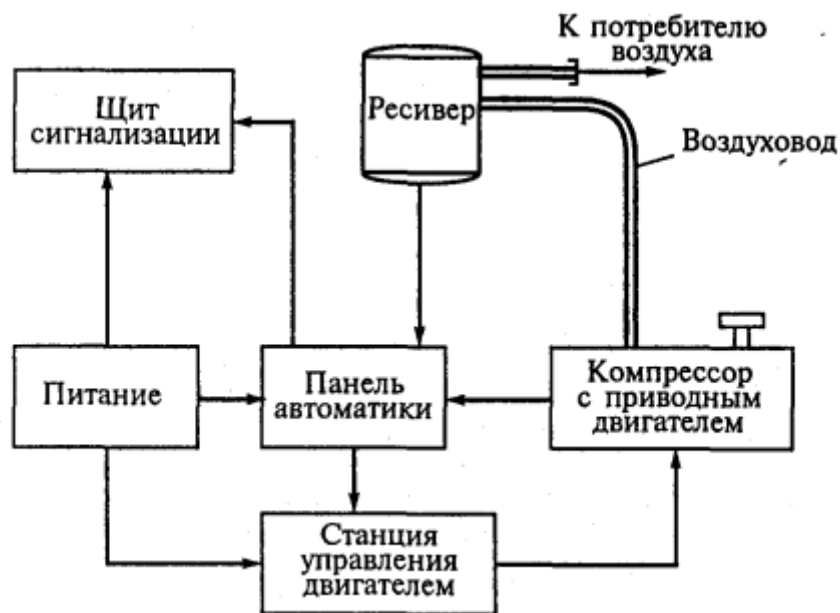 К потребителю
воздуха
Щит
сигнализации
Ресивер
Воздуховод
Питание
Панель
автоматики
Компрессор
с приводным
двигателем
Станция
управления
двигателем